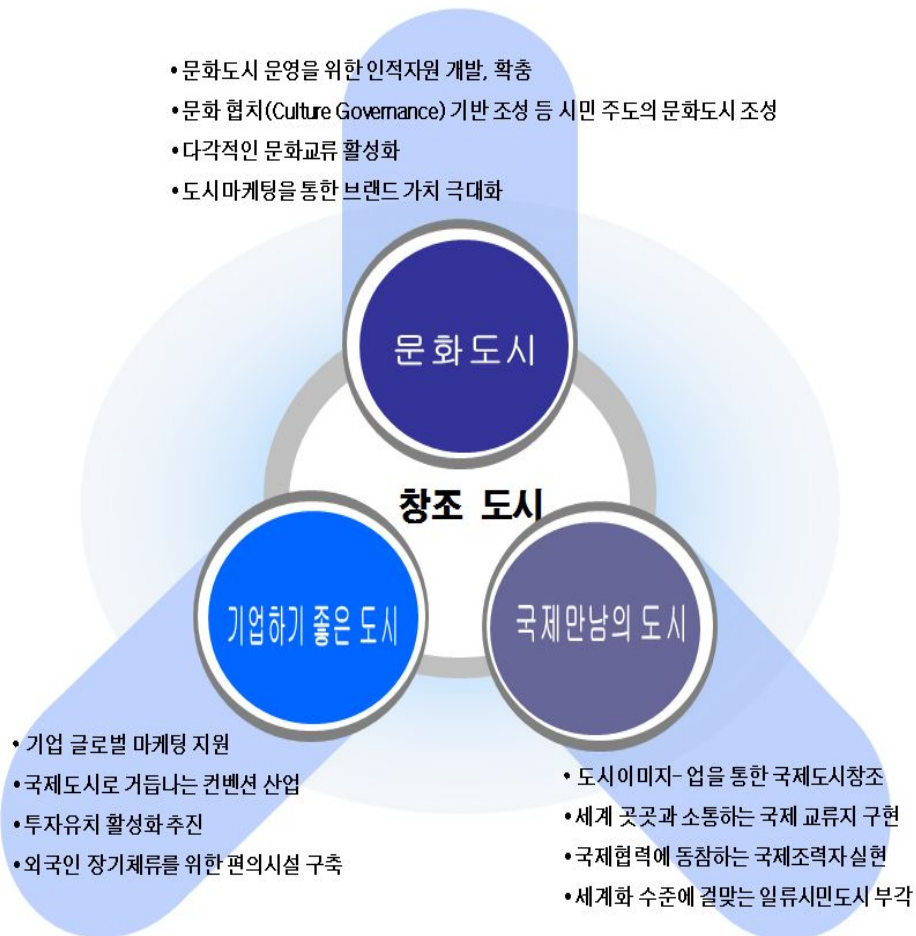 • 문화도시 운영을 위한 인적자원 개발, 확충
• 문화 협치(Culture Governance) 기반 조성 등 시민 주도의 문화도시 조성
• 다각적인 문화교류 활성화
• 도시마케팅을 통한 브랜드 가치 극대화
문화도시
창조 도시
기업하기 좋은 도시
국제만남의 도시
• 기업 글로벌 마케팅 지원
• 국제도시로 거듭나는 컨벤션 산업
• 투자유치 활성화 추진
• 외국인 장기체류를 위한 편의시설 구축
• 도시이미지-업을 통한 국제도시창조
• 세계 곳곳과 소통하는 국제 교류지 구현
• 국제협력에 동참하는 국제조력자 실현
• 세계화 수준에 걸맞는 일류시민도시 부각